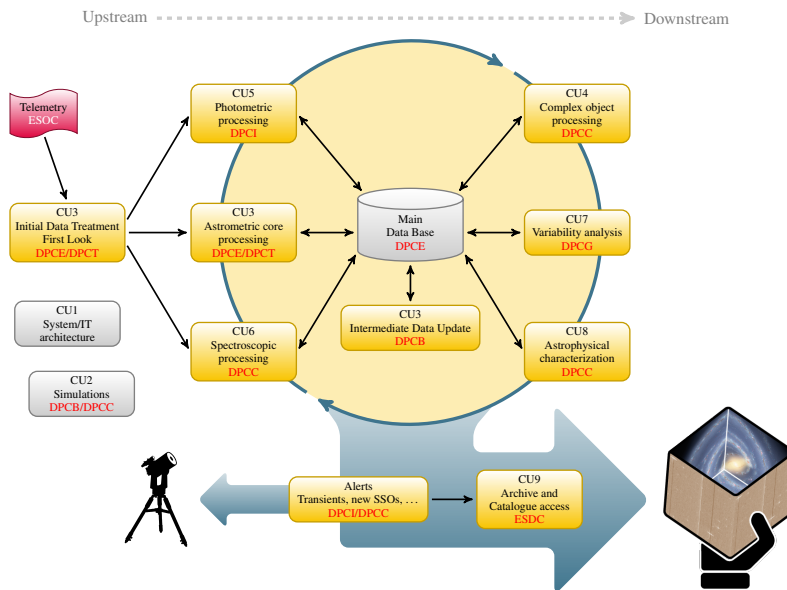 Upstream
Downstream
Telemetry
ESOC
CU5
Photometric
processing
DPCI
CU4
Complex object
processing
DPCC
CU3
Initial Data Treatment
First Look
DPCE/DPCT
CU3
Astrometric core
processing
DPCE/DPCT
Main
Data Base
DPCE
CU7
Variability analysis
DPCG
CU1
System/IT
architecture
CU6
Spectroscopic
processing
DPCC
CU3
Intermediate Data Update
DPCB
CU8
Astrophysical
characterization
DPCC
CU2
Simulations
DPCB/DPCC
Alerts
Transients, new SSOs, . . .
DPCI/DPCC
CU9
Archive and
Catalogue access
ESDC